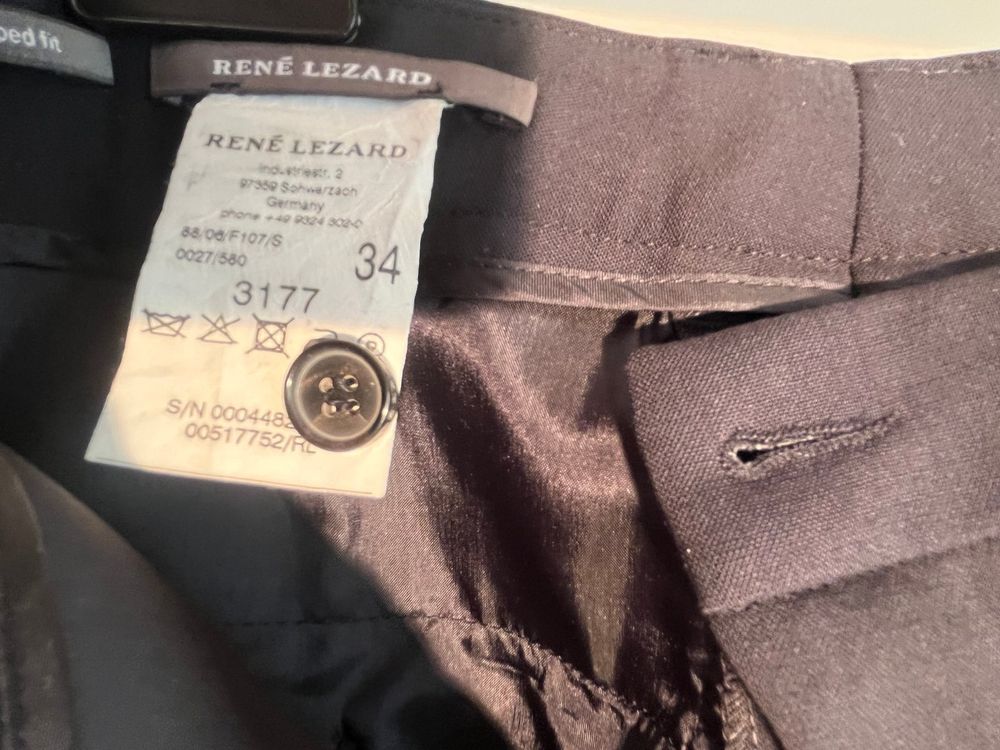 ped fit
RENÉ LEZARD
RENÉ LEZARD
Industriestr. 2
97359 Schwarzach
Germany
phone +49 9324 302-0
88/06/F107/S
0027/580
34
3177
P
S/N 0004482
00517752/RL